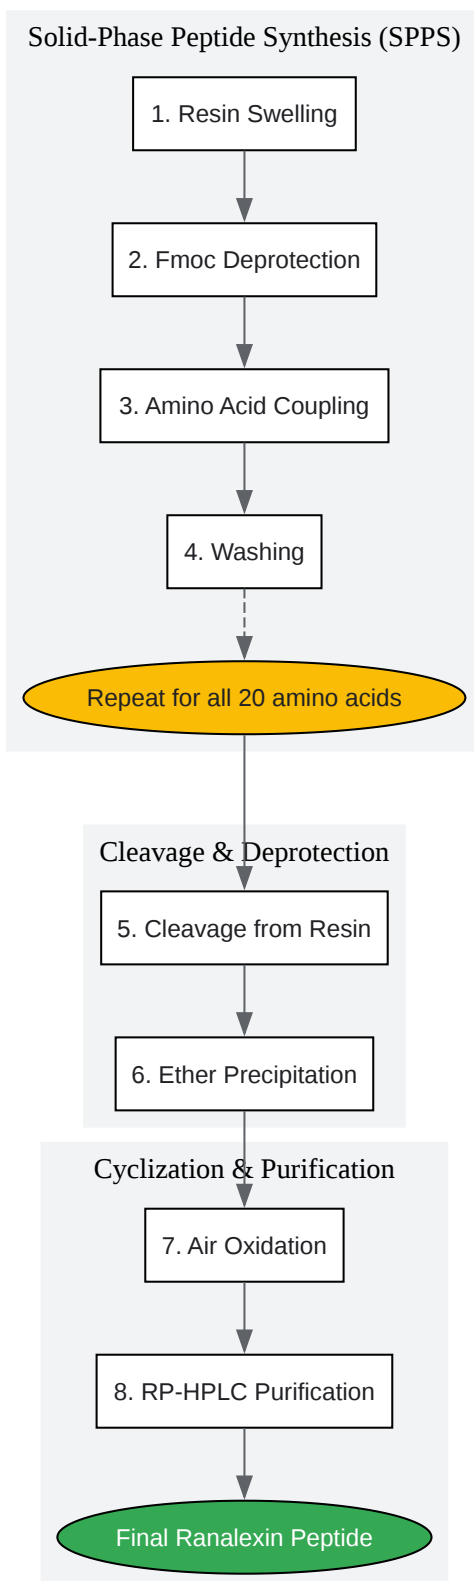 Solid-Phase Peptide Synthesis (SPPS)
1. Resin Swelling
2. Fmoc Deprotection
3. Amino Acid Coupling
4. Washing
Repeat for all 20 amino acids
Cleavage & Deprotection
5. Cleavage from Resin
6. Ether Precipitation
Cyclization & Purification
7. Air Oxidation
8. RP-HPLC Purification
Final Ranalexin Peptide